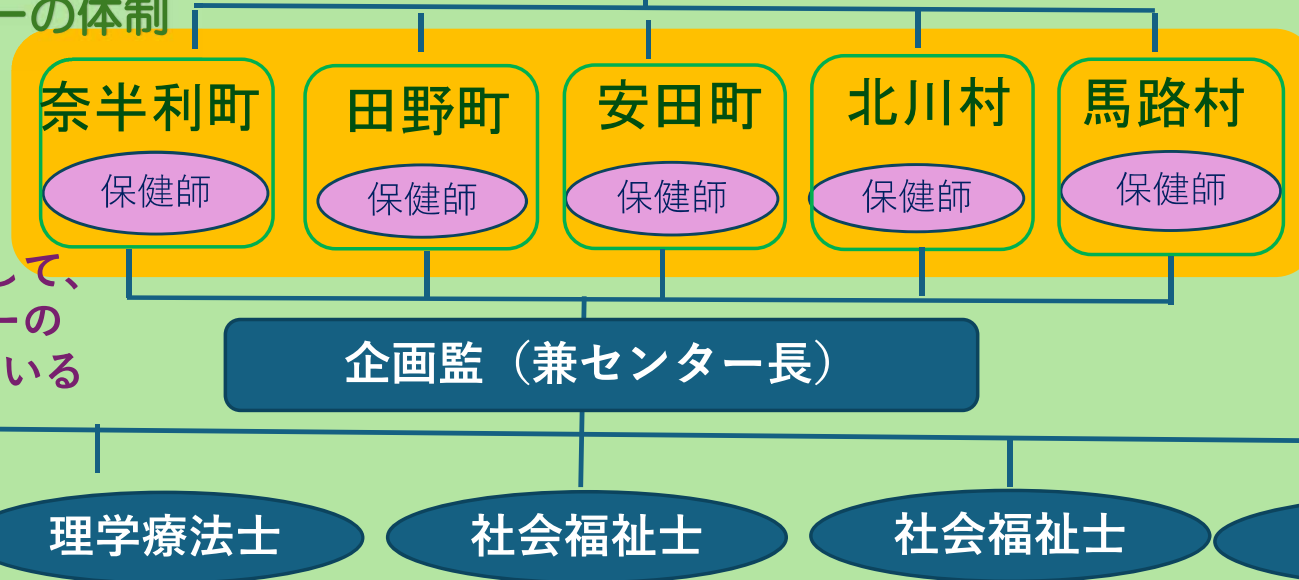 ーの体制
奈半利町
田野町
安田町
北川村
馬路村
保健師
保健師
保健師
保健師
保健師
して、
ーの
いる
企画監（兼センター長）
理学療法士
社会福祉士
社会福祉士